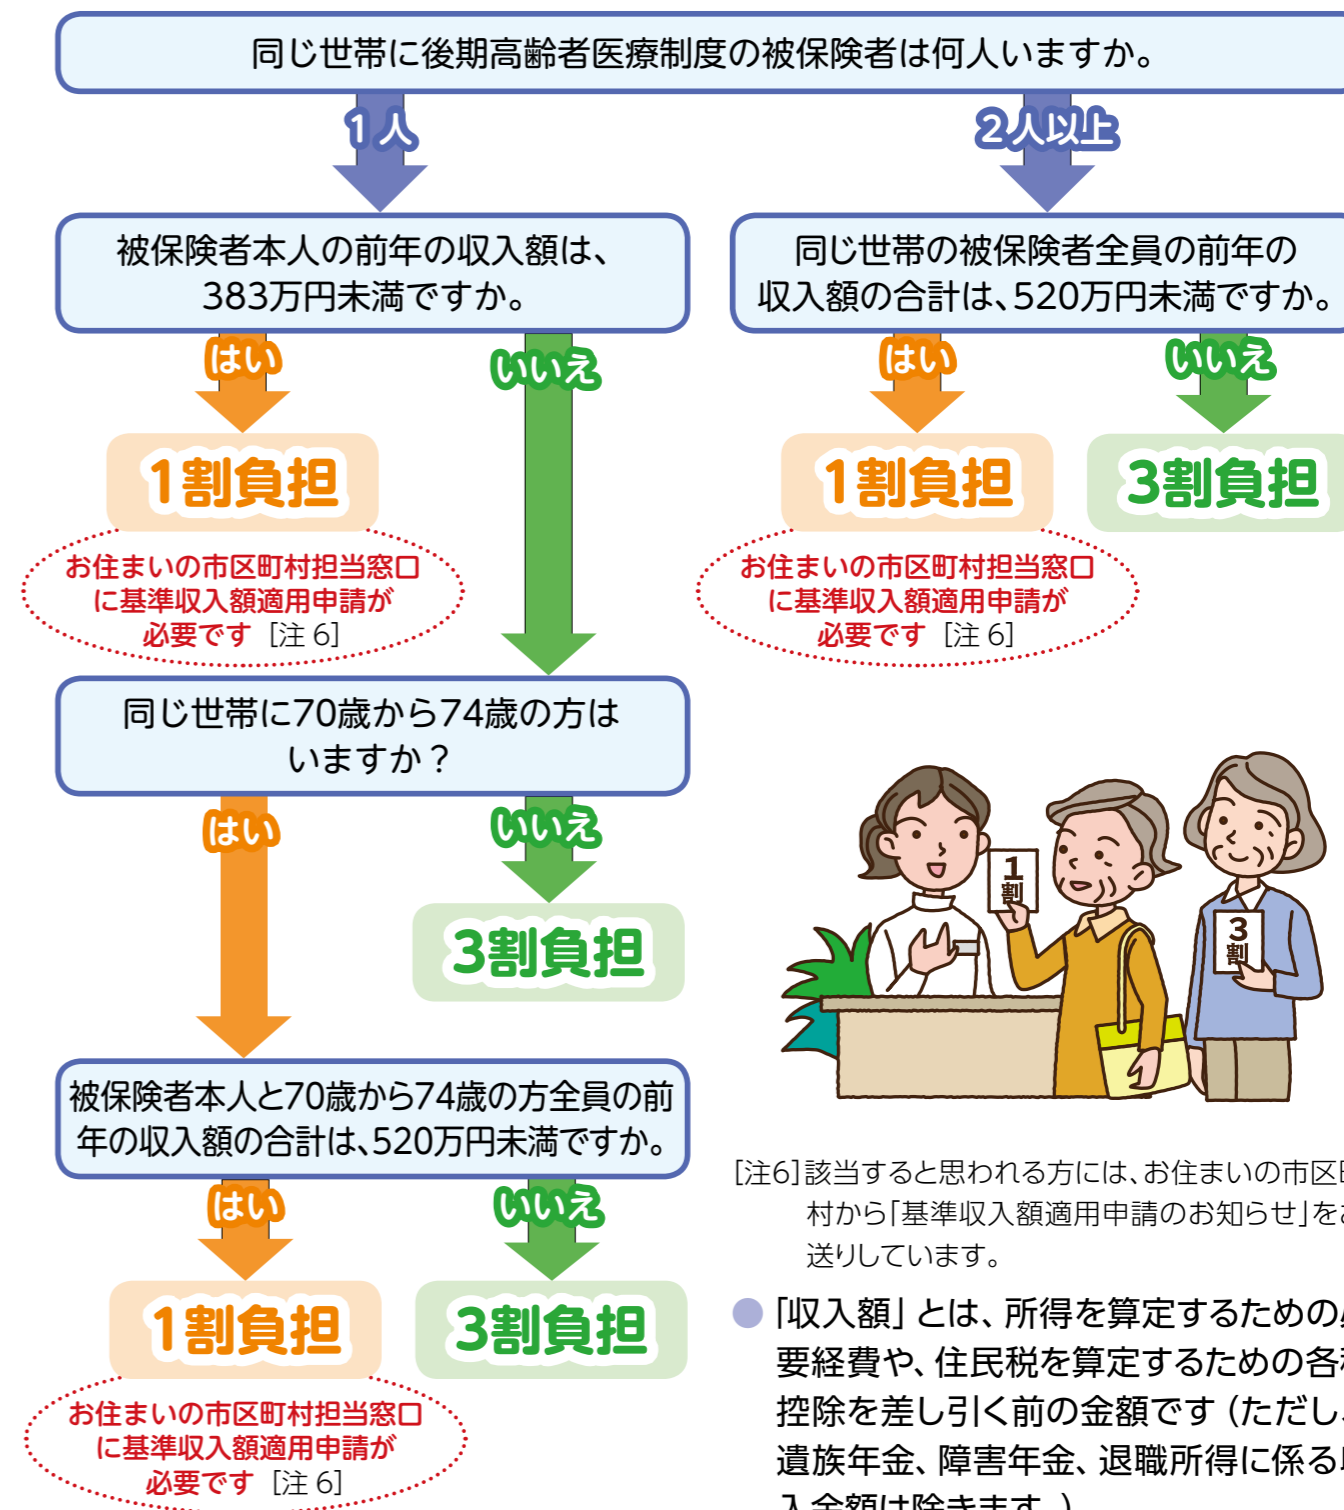 同じ世帯に後期高齢者医療制度の被保険者は何人いますか。
1人
2人以上
被保険者本人の前年の収入額は、
383万円未満ですか。
同じ世帯の被保険者全員の前年の
収入額の合計は、520万円未満ですか。
はい
いいえ
はい
いいえ
1割負担
1割負担
3割負担
お住まいの市区町村担当窓口
に基準収入額適用申請が
必要です [注6]
お住まいの市区町村担当窓口
に基準収入額適用申請が
必要です [注6]
同じ世帯に70歳から74歳の方は
いますか？
はい
いいえ
3割負担
1割
3割
被保険者本人と70歳から74歳の方全員の前
年の収入額の合計は、520万円未満ですか。
はい
いいえ
1割負担
3割負担
お住まいの市区町村担当窓口
に基準収入額適用申請が
必要です [注6]
[注6]該当すると思われる方には、お住まいの市区
村から「基準収入額適用申請のお知らせ」を
送りしています。
●「収入額」とは、所得を算定するための
要経費や、住民税を算定するための各
控除を差し引く前の金額です（ただし、
遺族年金、障害年金、退職所得に係る
入金額は除きます。）